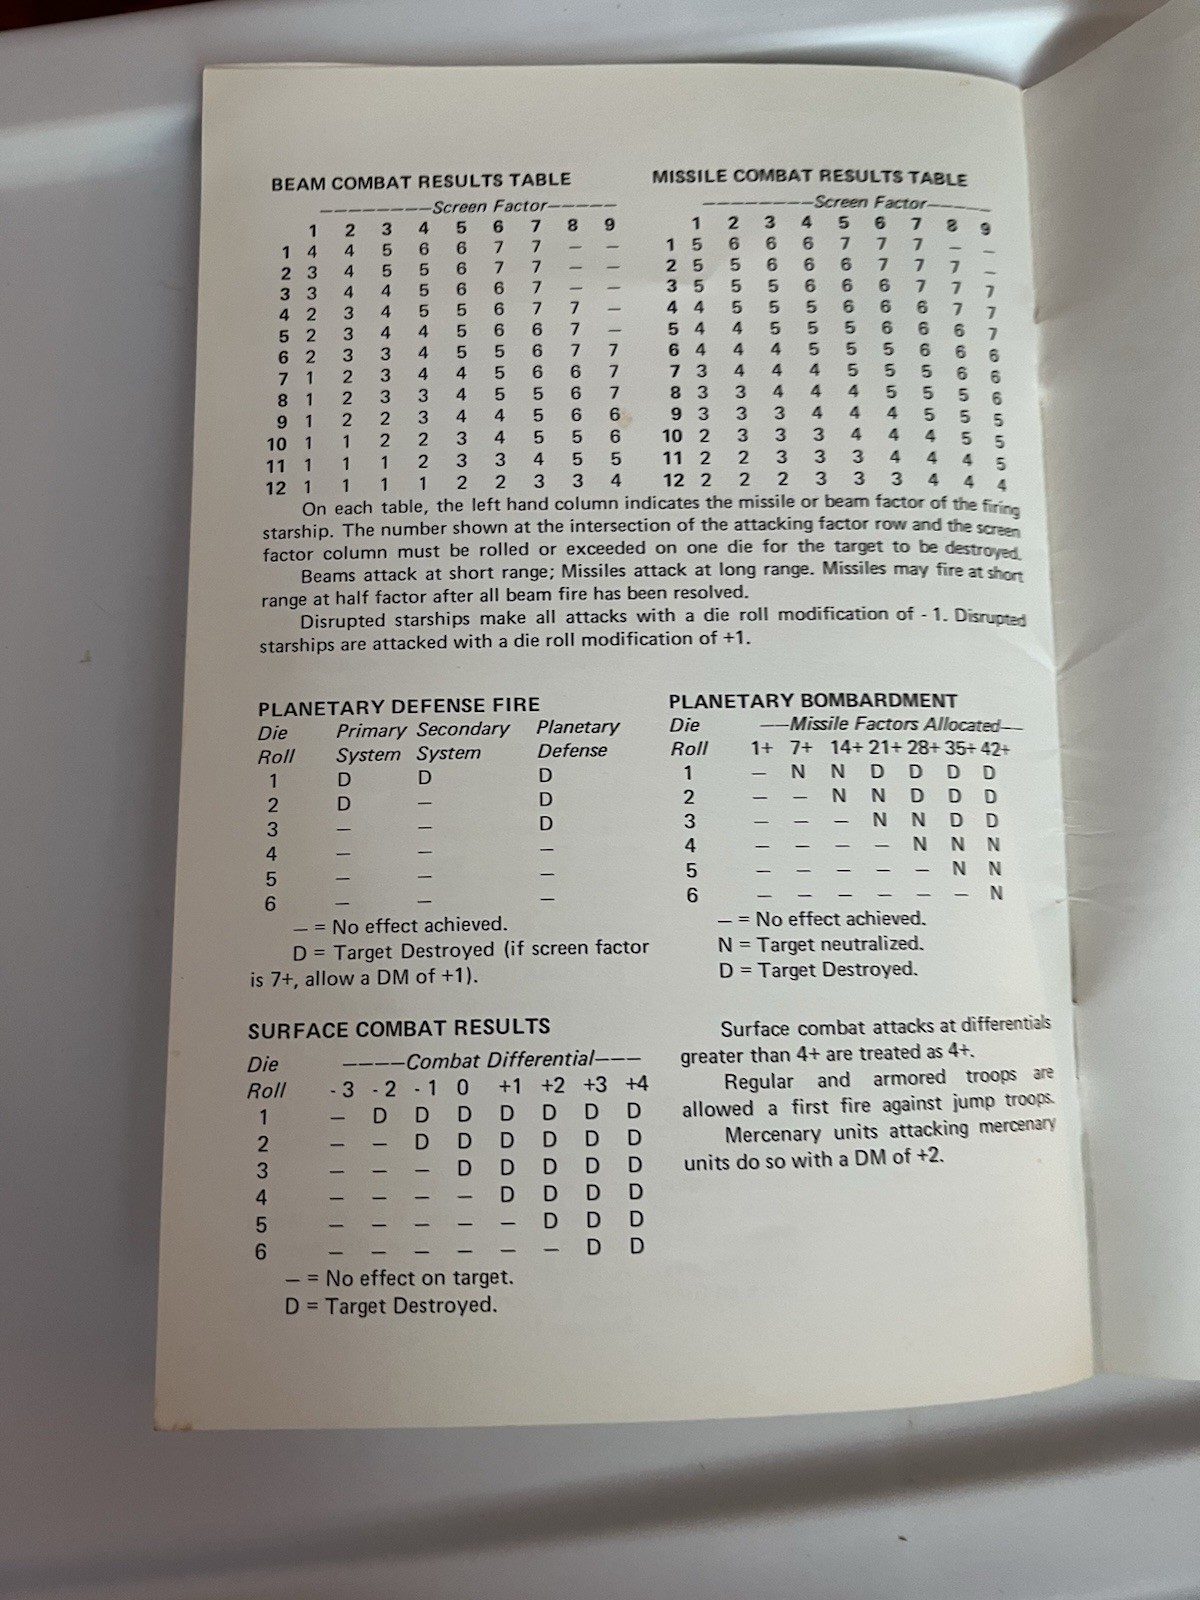 BEAM COMBAT RESULTS TABLE
————————Screen Factor—————
1 2 3 4 5 6 7 8 9
1 4 4 5 6 6 7 7 — —
2 3 4 5 5 6 7 7 — —
3 3 4 4 5 6 6 7 — —
4 2 3 4 5 5 6 7 7 —
5 2 3 4 4 5 6 6 7 —
6 2 3 3 4 5 5 6 7 7
7 1 2 3 4 4 5 6 6 7
8 1 2 3 3 4 5 5 6 7
9 1 2 2 3 4 4 5 6 6
10 1 1 2 2 3 4 5 5 6
11 1 1 1 2 3 3 4 5 5
12 1 1 1 1 2 2 3 3 4
MISSILE COMBAT RESULTS TABLE
————————Screen Factor—————
1 2 3 4 5 6 7 8 9
1 5 6 6 6 7 7 7 — —
2 5 5 6 6 6 7 7 7 —
3 5 5 5 6 6 6 7 7 7
4 4 5 5 5 6 6 6 7 7
5 4 4 5 5 5 6 6 6 7
6 4 4 4 5 5 5 6 6 6
7 3 4 4 4 5 5 5 6 6
8 3 3 4 4 4 5 5 5 6
9 3 3 3 4 4 4 5 5 5
10 2 3 3 3 4 4 4 5 5
11 2 2 3 3 3 4 4 4 5
12 2 2 2 3 3 3 4 4 4
On each table, the left hand column indicates the missile or beam factor of the firing
starship. The number shown at the intersection of the attacking factor row and the screen
factor column must be rolled or exceeded on one die for the target to be destroyed.
Beams attack at short range; Missiles attack at long range. Missiles may fire at short
range at half factor after all beam fire has been resolved.
Disrupted starships make all attacks with a die roll modification of - 1. Disrupted
starships are attacked with a die roll modification of +1.
PLANETARY DEFENSE FIRE
Die Primary Secondary Planetary
Roll System System Defense
1 D D D
2 D — D
3 — — D
4 — — —
5 — — —
6 — — —
— = No effect achieved.
D = Target Destroyed (if screen factor
is 7+, allow a DM of +1).
PLANETARY BOMBARDMENT
Die ——Missile Factors Allocated——
Roll 1+ 7+ 14+ 21+ 28+ 35+ 42+
1 — N N D D D D
2 — — N N D D D
3 — — — N N D D
4 — — — — N N N
5 — — — — — N N
6 — — — — — — N
— = No effect achieved.
N = Target neutralized.
D = Target Destroyed.
SURFACE COMBAT RESULTS
Die ————Combat Differential———
Roll - 3 - 2 - 1 0 +1 +2 +3 +4
1 — D D D D D D D
2 — — D D D D D D
3 — — — D D D D D
4 — — — — D D D D
5 — — — — — D D D
6 — — — — — — D D
— = No effect on target.
D = Target Destroyed.
Surface combat attacks at differentials
greater than 4+ are treated as 4+.
Regular and armored troops are
allowed a first fire against jump troops.
Mercenary units attacking mercenary
units do so with a DM of +2.